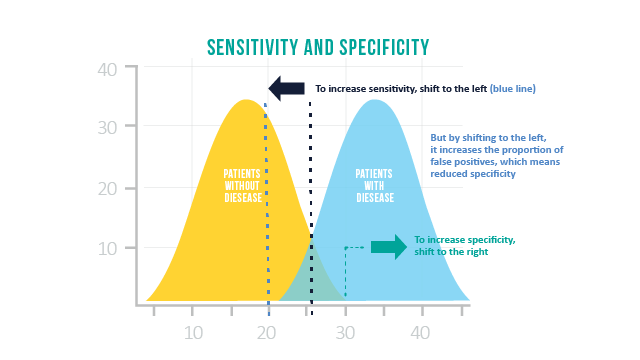 SENSITIVITY AND SPECIFICITY
40
To increase sensitivity, shift to the left (blue line)
30
But by shifting to the left,
it increases the proportion of
false positives, which means
reduced specificity
PATIENTS
WITHOUT
DIESEASE
PATIENTS
WITH
DIESEASE
20
10
To increase specificity,
shift to the right
10 20 30 40